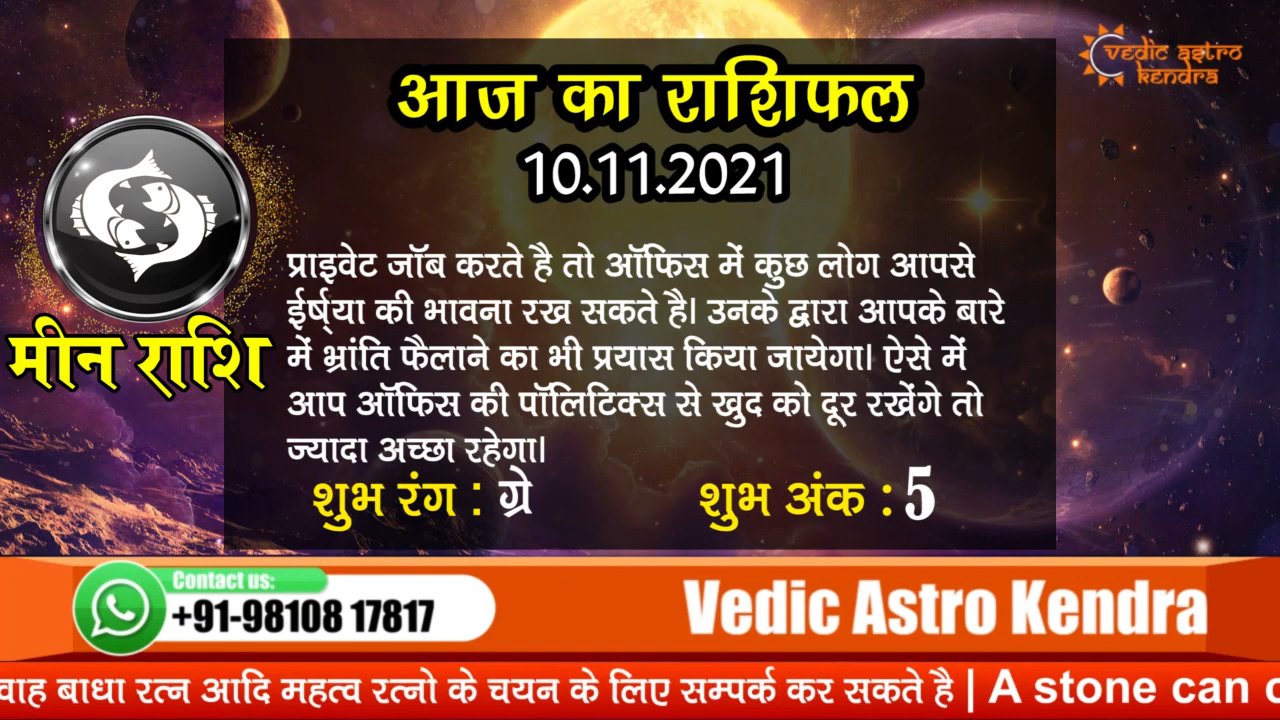 vedic astro
kendra
आज का राशिफल
10.11.2021
मीन राशि
प्राइवेट जॉब करते है तो ऑफिस में कुछ लोग आपसे
ईर्ष्या की भावना रख सकते है। उनके द्वारा आपके बारे
में भ्रांति फैलाने का भी प्रयास किया जायेगा। ऐसे में
आप ऑफिस की पॉलिटिक्स से खुद को दूर रखेंगे तो
ज्यादा अच्छा रहेगा।
शुभ रंग : ग्रे शुभ अंक : 5
Contact us:
+91-98108 17817
Vedic Astro Kendra
वाह बाधा रत्न आदि महत्व रत्नो के चयन के लिए सम्पर्क कर सकते है | A stone can